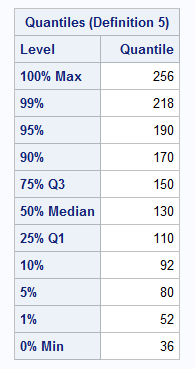 Quantiles (Definition 5)
Level Quantile
100% Max 256
99% 218
95% 190
90% 170
75% Q3 150
50% Median 130
25% Q1 110
10% 92
5% 80
1% 52
0% Min 36